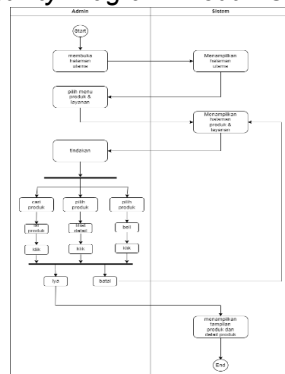 Admin
Sistem
Start
membuka
halaman
utama
Menampilkan
halaman
utama
pilih menu
produk &
layanan
Menampilkan
halaman
produk &
layanan
tindakan
cari
produk
pilih
produk
pilih
produk
produk
lihat
detail
beli
klik
klik
klik
iya
batal
menampilkan
tampilan
produk dan
detail produk
End